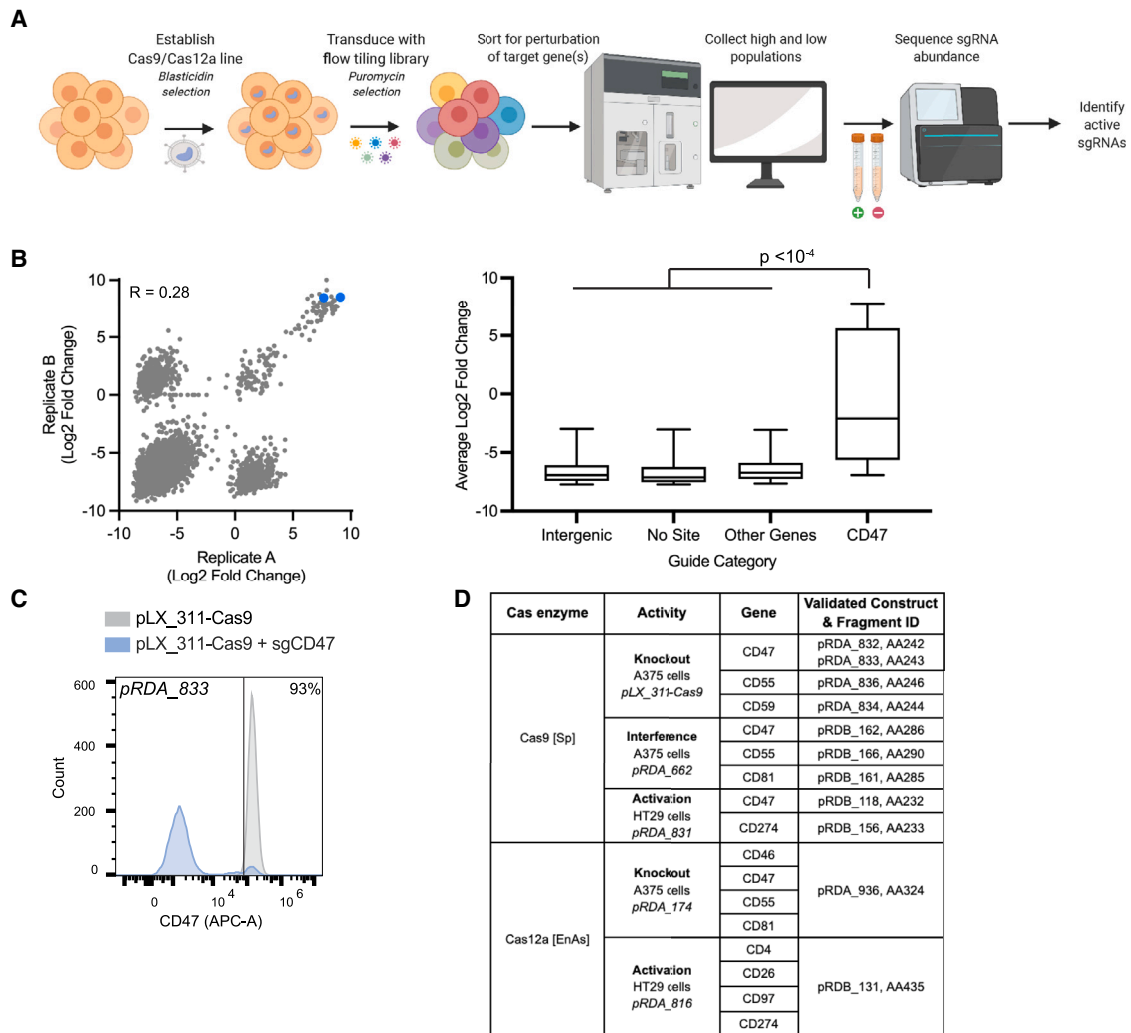 A
Establish
Cas9/Cas12a line
Blasticidin
selection
Transduce with
flow tiling library
Puromycin
selection
Sort for perturbation
of target gene(s)
Collect high and low
populations
Sequence sgRNA
abundance
Identify
active
sgRNAs
+ −
B
R = 0.28
Replicate B
(Log2 Fold Change)
10
5
0
-5
-10
-10 -5 0 5 10
Replicate A
(Log2 Fold Change)
p <10-4
Average Log2 Fold Change
10
5
0
-5
-10
Intergenic No Site Other Genes CD47
Guide Category
C
pLX_311-Cas9
pLX_311-Cas9 + sgCD47
pRDA_833 93%
Count
600
400
200
0
0 10 4 10 6
CD47 (APC-A)
D
Cas enzyme Activity Gene Validated Construct
& Fragment ID
Cas9 [Sp]
Knockout
A375 cells
pLX_311-Cas9
CD47 pRDA_832, AA242
pRDA_833, AA243
CD55 pRDA_836, AA246
CD59 pRDA_834, AA244
Interference
A375 cells
pRDA_662
CD47 pRDB_162, AA286
CD55 pRDB_166, AA290
CD81 pRDB_161, AA285
Activation
HT29 cells
pRDA_831
CD47 pRDB_118, AA232
CD274 pRDB_156, AA233
Cas12a [EnAs]
Knockout
A375 cells
pRDA_174
CD46
CD47
CD55
CD81
pRDA_936, AA324
Activation
HT29 cells
pRDA_816
CD4
CD26
CD97
CD274
pRDB_131, AA435